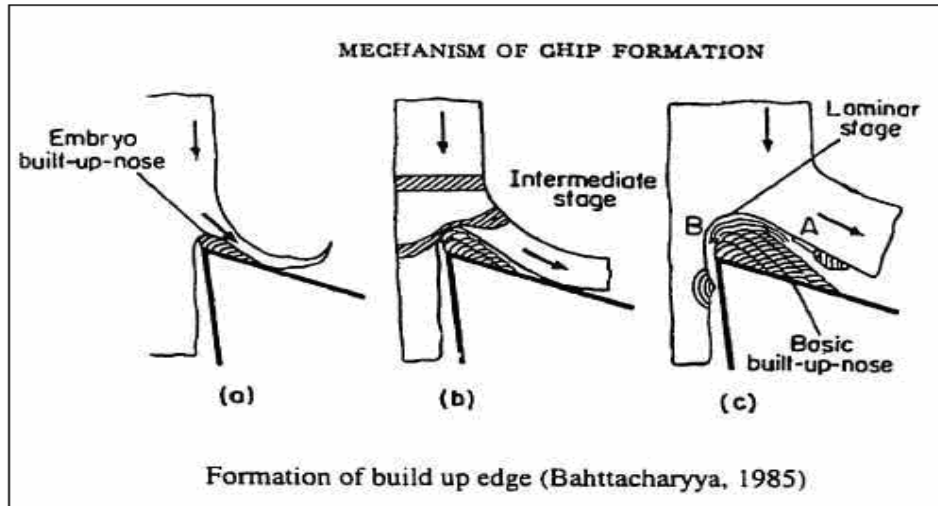 MECHANISM OF CHIP FORMATION
Embryo
built-up-nose
(a)
Intermediate
stage
(b)
Laminar
stage
B
A
Basic
built-up-nose
(c)
Formation of build up edge (Bahttacharyya, 1985)